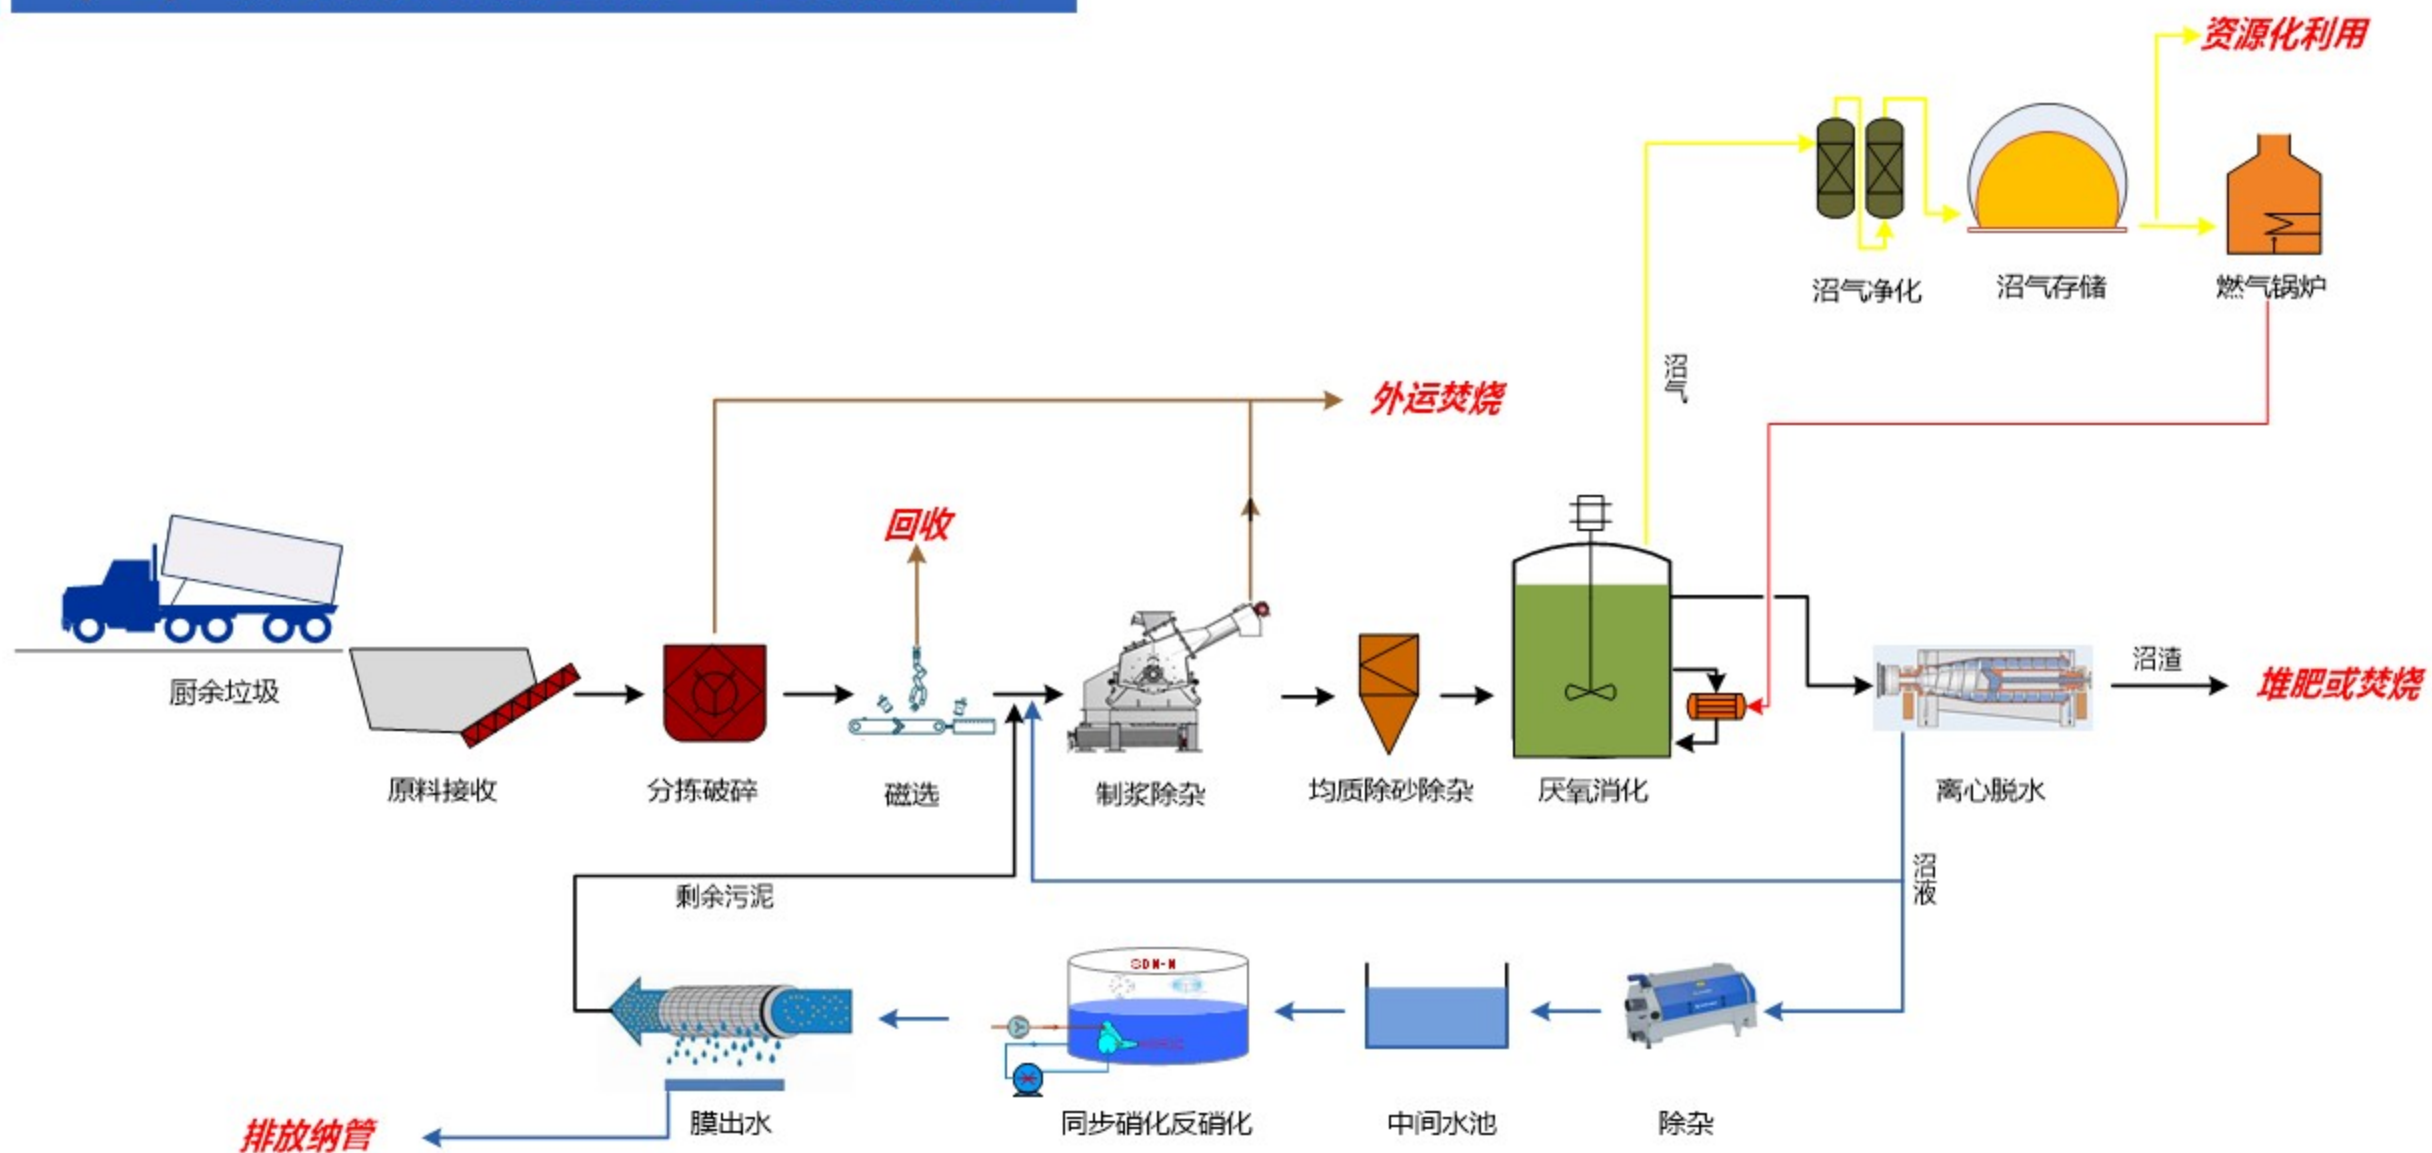 资源化利用
沼气净化
沼气存储
燃气锅炉
沼气
外运焚烧
回收
厨余垃圾
沼渣
堆肥或焚烧
原料接收
分拣破碎
磁选
制浆除杂
均质除砂除杂
厌氧消化
离心脱水
剩余污泥
沼液
排放纳管
膜出水
同步硝化反硝化
中间水池
除杂